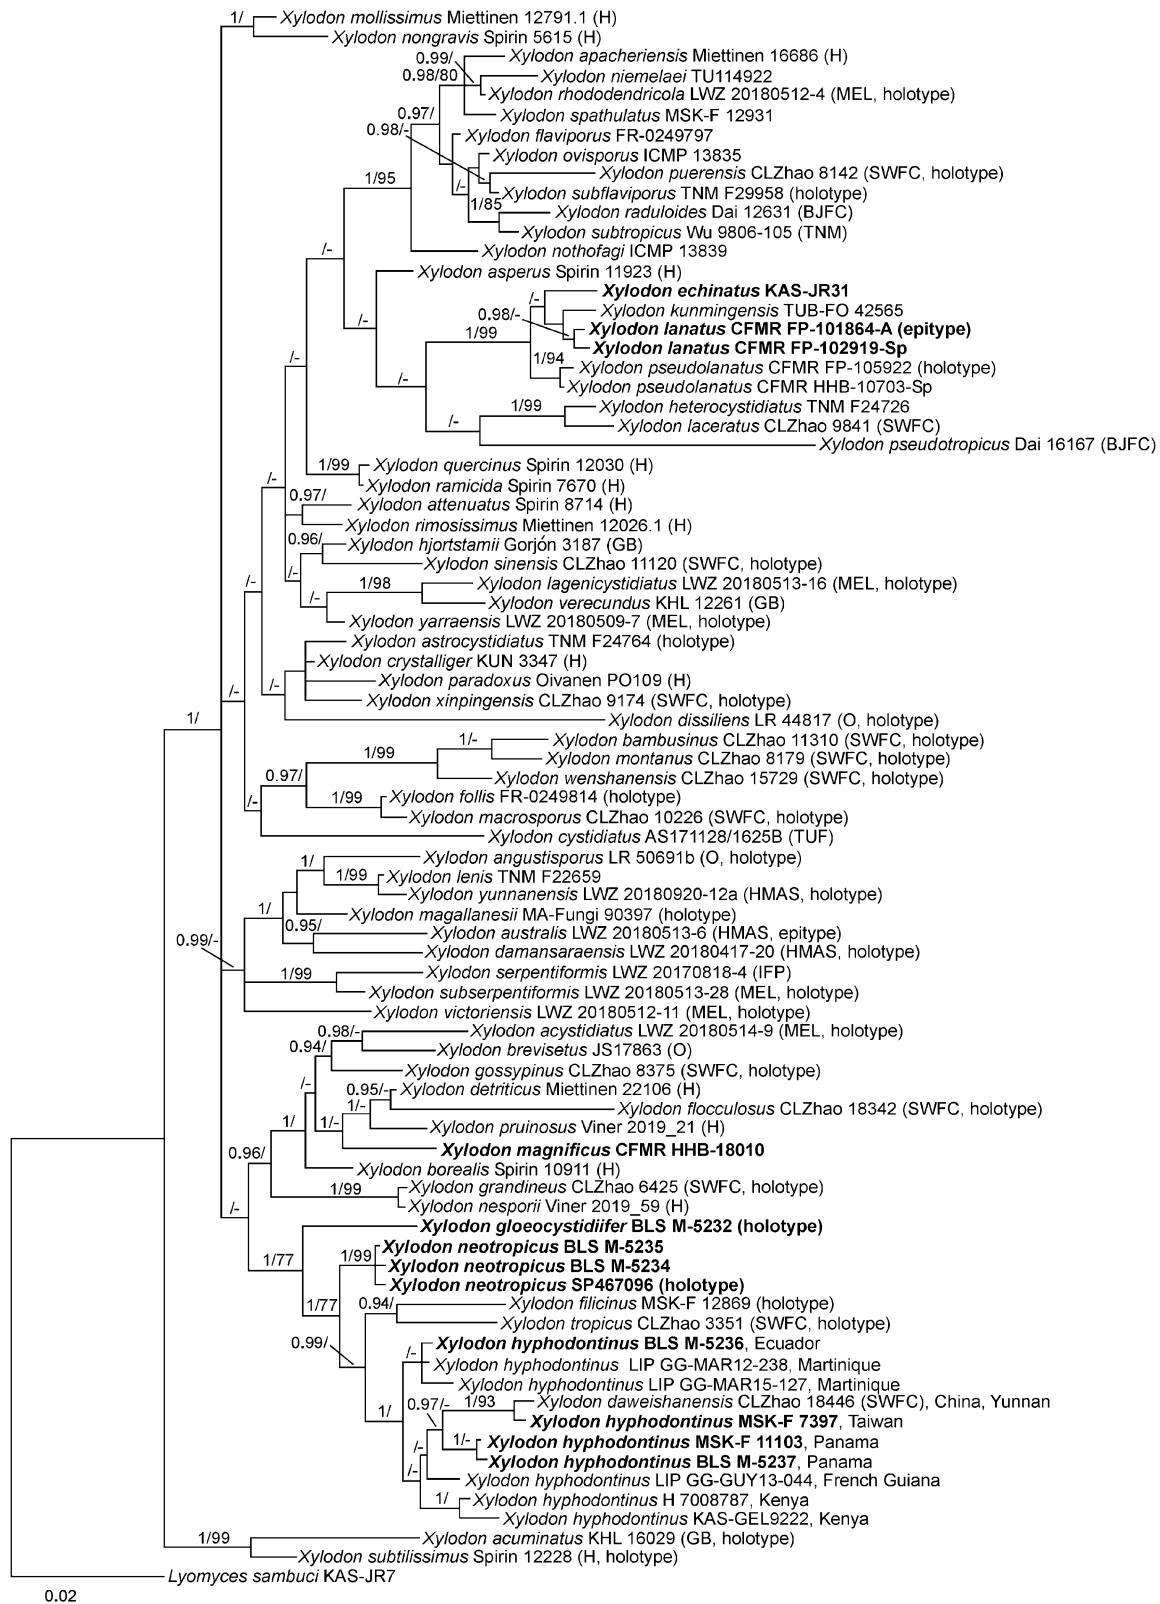 1/
Xylodon mollissimus Miettinen 12791.1 (H)
Xylodon nongravis Spirin 5615 (H)
0.99/
Xylodon apacheriensis Miettinen 16686 (H)
0.98/80
Xylodon niemelaei TU114922
Xylodon rhododendricola LWZ 20180512-4 (MEL, holotype)
0.97/
Xylodon spathulatus MSK-F 12931
0.98/-
Xylodon flaviporus FR-0249797
Xylodon ovisporus ICMP 13835
Xylodon puerensis CLZhao 8142 (SWFC, holotype)
1/95
/-
Xylodon subflaviporus TNM F29958 (holotype)
1/85
Xylodon raduloides Dai 12631 (BJFC)
Xylodon subtropicus Wu 9806-105 (TNM)
/-
Xylodon nothofagi ICMP 13839
Xylodon asperus Spirin 11923 (H)
Xylodon echinatus KAS-JR31
/-
Xylodon kunmingensis TUB-FO 42565
0.98/-
/-
Xylodon lanatus CFMR FP-101864-A (epitype)
1/99
Xylodon lanatus CFMR FP-102919-Sp
/-
1/94
Xylodon pseudolanatus CFMR FP-105922 (holotype)
/-
Xylodon pseudolanatus CFMR HHB-10703-Sp
1/99
Xylodon heterocystidiatus TNM F24726
/-
Xylodon laceratus CLZhao 9841 (SWFC)
Xylodon pseudotropicus Dai 16167 (BJFC)
1/99
Xylodon quercinus Spirin 12030 (H)
/-
Xylodon ramicida Spirin 7670 (H)
0.97/
Xylodon attenuatus Spirin 8714 (H)
Xylodon rimosissimus Miettinen 12026.1 (H)
0.96/
Xylodon hjortstamii Gorjón 3187 (GB)
Xylodon sinensis CLZhao 11120 (SWFC, holotype)
/-
/-
1/98
Xylodon lagenicystidiatus LWZ 20180513-16 (MEL, holotype)
/-
Xylodon verecundus KHL 12261 (GB)
Xylodon yarraensis LWZ 20180509-7 (MEL, holotype)
Xylodon astrocystidiatus TNM F24764 (holotype)
Xylodon crystalliger KUN 3347 (H)
Xylodon paradoxus Oivanen PO109 (H)
/-
/-
Xylodon xinpingensis CLZhao 9174 (SWFC, holotype)
1/
Xylodon dissiliens LR 44817 (O, holotype)
1/-
Xylodon bambusinus CLZhao 11310 (SWFC, holotype)
1/99
Xylodon montanus CLZhao 8179 (SWFC, holotype)
0.97/
Xylodon wenshanensis CLZhao 15729 (SWFC, holotype)
/-
1/99
Xylodon follis FR-0249814 (holotype)
Xylodon macrosporus CLZhao 10226 (SWFC, holotype)
Xylodon cystidiatus AS171128/1625B (TUF)
1/
Xylodon angustisporus LR 50691b (O, holotype)
1/99
Xylodon lenis TNM F22659
Xylodon yunnanensis LWZ 20180920-12a (HMAS, holotype)
1/
Xylodon magallanesii MA-Fungi 90397 (holotype)
0.95/
Xylodon australis LWZ 20180513-6 (HMAS, epitype)
0.99/-
Xylodon damansaraensis LWZ 20180417-20 (HMAS, holotype)
1/99
Xylodon serpentiformis LWZ 20170818-4 (IFP)
Xylodon subserpentiformis LWZ 20180513-28 (MEL, holotype)
Xylodon victoriensis LWZ 20180512-11 (MEL, holotype)
0.98/-
Xylodon acystidiatus LWZ 20180514-9 (MEL, holotype)
0.94/
Xylodon brevisetus JS17863 (O)
Xylodon gossypinus CLZhao 8375 (SWFC, holotype)
/-
0.95/-
Xylodon detriticus Miettinen 22106 (H)
1/-
Xylodon flocculosus CLZhao 18342 (SWFC, holotype)
1/
1/-
Xylodon pruinosus Viner 2019_21 (H)
Xylodon magnificus CFMR HHB-18010
0.96/
Xylodon borealis Spirin 10911 (H)
1/99
Xylodon grandineus CLZhao 6425 (SWFC, holotype)
/-
Xylodon nesporii Viner 2019_59 (H)
Xylodon gloeocystidiifer BLS M-5232 (holotype)
Xylodon neotropicus BLS M-5235
1/77
1/99
Xylodon neotropicus BLS M-5234
Xylodon neotropicus SP467096 (holotype)
1/77
0.94/
Xylodon filicinus MSK-F 12869 (holotype)
Xylodon tropicus CLZhao 3351 (SWFC, holotype)
0.99/
Xylodon hyphodontinus BLS M-5236, Ecuador
/-
Xylodon hyphodontinus LIP GG-MAR12-238, Martinique
Xylodon hyphodontinus LIP GG-MAR15-127, Martinique
0.97/-
1/93
Xylodon daweishanensis CLZhao 18446 (SWFC), China, Yunnan
1/
Xylodon hyphodontinus MSK-F 7397, Taiwan
1/-
Xylodon hyphodontinus MSK-F 11103, Panama
/-
Xylodon hyphodontinus BLS M-5237, Panama
/-
Xylodon hyphodontinus LIP GG-GUY13-044, French Guiana
1/
Xylodon hyphodontinus H 7008787, Kenya
Xylodon hyphodontinus KAS-GEL9222, Kenya
1/99
Xylodon acuminatus KHL 16029 (GB, holotype)
Xylodon subtilissimus Spirin 12228 (H, holotype)
Lyomyces sambuci KAS-JR7
0.02